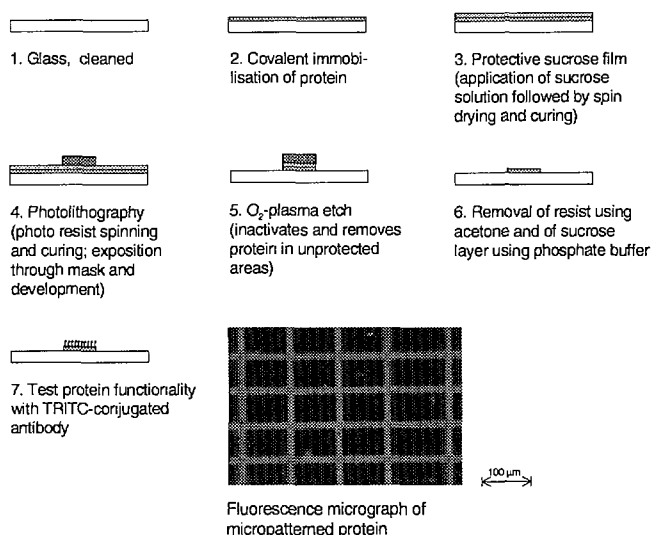 1. Glass, cleaned
2. Covalent immobi-
lisation of protein
3. Protective sucrose film
(application of sucrose
solution followed by spin
drying and curing)
4. Photolithography
(photo resist spinning
and curing; exposition
through mask and
development)
5. O₂-plasma etch
(inactivates and removes
protein in unprotected
areas)
6. Removal of resist using
acetone and of sucrose
layer using phosphate buffer
7. Test protein functionality
with TRITC-conjugated
antibody
100 µm
Fluorescence micrograph of
micropatterned protein